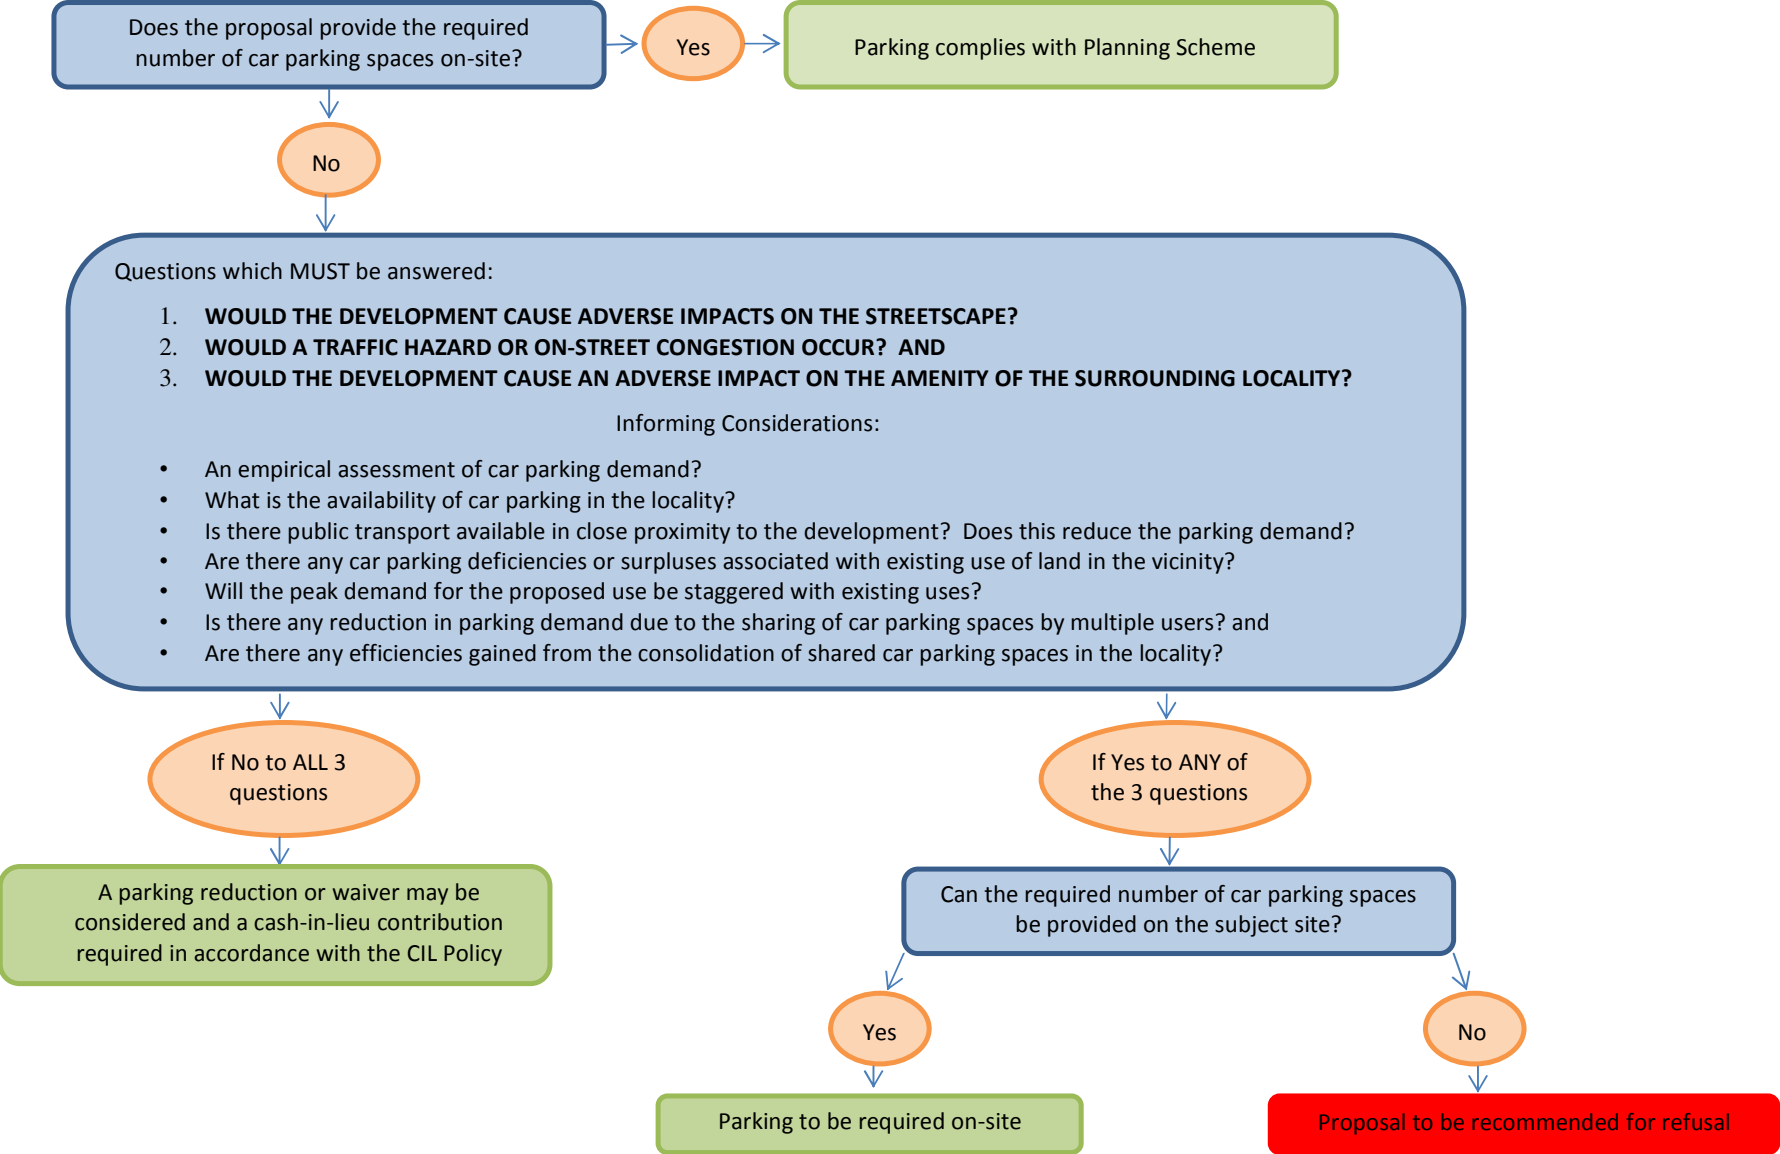 Does the proposal provide the required
number of car parking spaces on-site?
Yes
Parking complies with Planning Scheme
No
Questions which MUST be answered:
1. WOULD THE DEVELOPMENT CAUSE ADVERSE IMPACTS ON THE STREETSCAPE?
2. WOULD A TRAFFIC HAZARD OR ON-STREET CONGESTION OCCUR? AND
3. WOULD THE DEVELOPMENT CAUSE AN ADVERSE IMPACT ON THE AMENITY OF THE SURROUNDING LOCALITY?
Informing Considerations:
• An empirical assessment of car parking demand?
• What is the availability of car parking in the locality?
• Is there public transport available in close proximity to the development? Does this reduce the parking demand?
• Are there any car parking deficiencies or surpluses associated with existing use of land in the vicinity?
• Will the peak demand for the proposed use be staggered with existing uses?
• Is there any reduction in parking demand due to the sharing of car parking spaces by multiple users? and
• Are there any efficiencies gained from the consolidation of shared car parking spaces in the locality?
If No to ALL 3
questions
If Yes to ANY of
the 3 questions
A parking reduction or waiver may be
considered and a cash-in-lieu contribution
required in accordance with the CIL Policy
Can the required number of car parking spaces
be provided on the subject site?
Yes
No
Parking to be required on-site
Proposal to be recommended for refusal